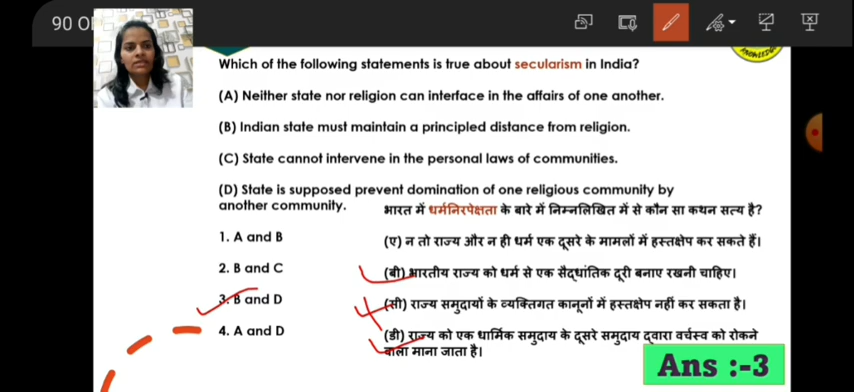 90 O
KNOWLEDGE
Which of the following statements is true about secularism in India?
(A) Neither state nor religion can interface in the affairs of one another.
(B) Indian state must maintain a principled distance from religion.
(C) State cannot intervene in the personal laws of communities.
(D) State is supposed prevent domination of one religious community by
another community.
1. A and B
2. B and C
3. B and D
4. A and D
भारत में धर्मनिरपेक्षता के बारे में निम्नलिखित में से कौन सा कथन सत्य है?
(ए) न तो राज्य और न ही धर्म एक दूसरे के मामलों में हस्तक्षेप कर सकते हैं।
(बी) भारतीय राज्य को धर्म से एक सैद्धांतिक दूरी बनाए रखनी चाहिए।
(सी) राज्य समुदायों के व्यक्तिगत कानूनों में हस्तक्षेप नहीं कर सकता है।
(डी) राज्य को एक धार्मिक समुदाय के दूसरे समुदाय द्वारा वर्चस्व को रोकने
वाला माना जाता है।
Ans :-3